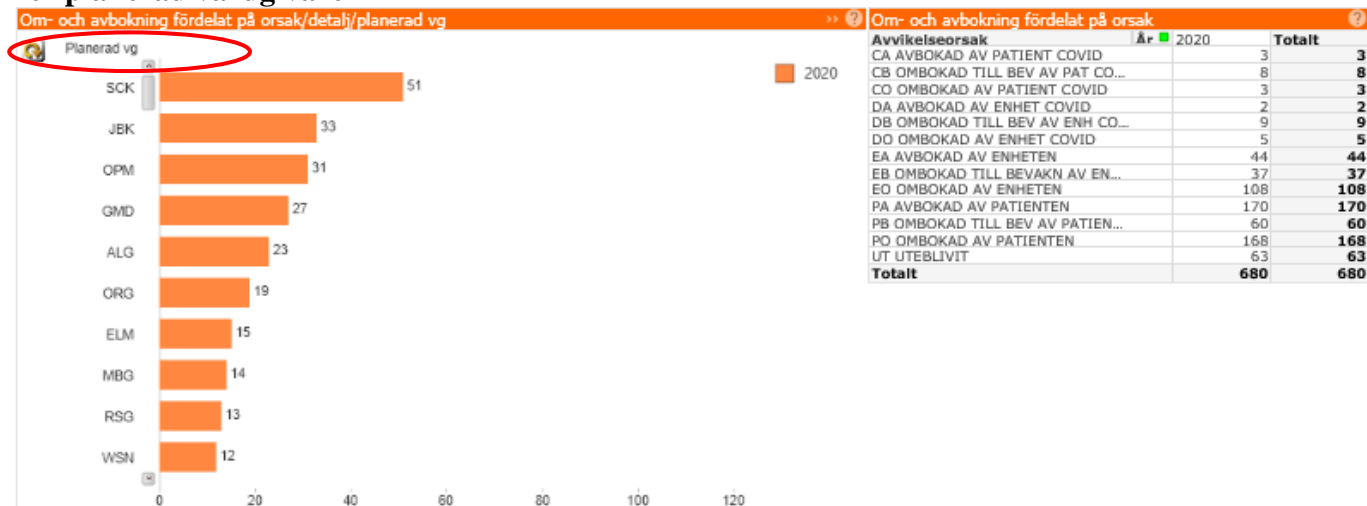 Om- och avbokning fördelat på orsak/detalj/planerad vg
Planerad vg
2020
SCK 51
JBK 33
OPM 31
GMD 27
ALG 23
ORG 19
ELM 15
MBG 14
RSG 13
WSN 12
0 20 40 60 80 100 120
Om- och avbokning fördelat på orsak
Avvikelseorsak År 2020 Totalt
CA AVBOKAD AV PATIENT COVID 3 3
CB OMBOKAD TILL BEV AV PAT CO... 8 8
CO OMBOKAD AV PATIENT COVID 3 3
DA AVBOKAD AV ENHET COVID 2 2
DB OMBOKAD TILL BEV AV ENH CO... 9 9
DO OMBOKAD AV ENHET COVID 5 5
EA AVBOKAD AV ENHETEN 44 44
EB OMBOKAD TILL BEVAKN AV EN... 37 37
EO OMBOKAD AV ENHETEN 108 108
PA AVBOKAD AV PATIENTEN 170 170
PB OMBOKAD TILL BEV AV PATIEN... 60 60
PO OMBOKAD AV PATIENTEN 168 168
UT UTEBLIVIT 63 63
Totalt 680 680